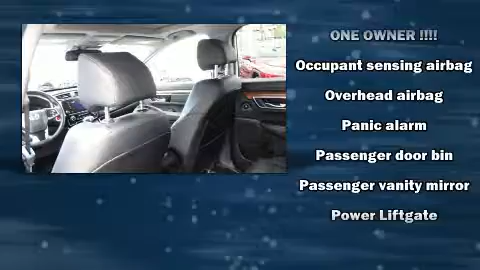 ONE OWNER !!!!
Occupant sensing airbag
Overhead airbag
Panic alarm
Passenger door bin
Passenger vanity mirror
Power Liftgate